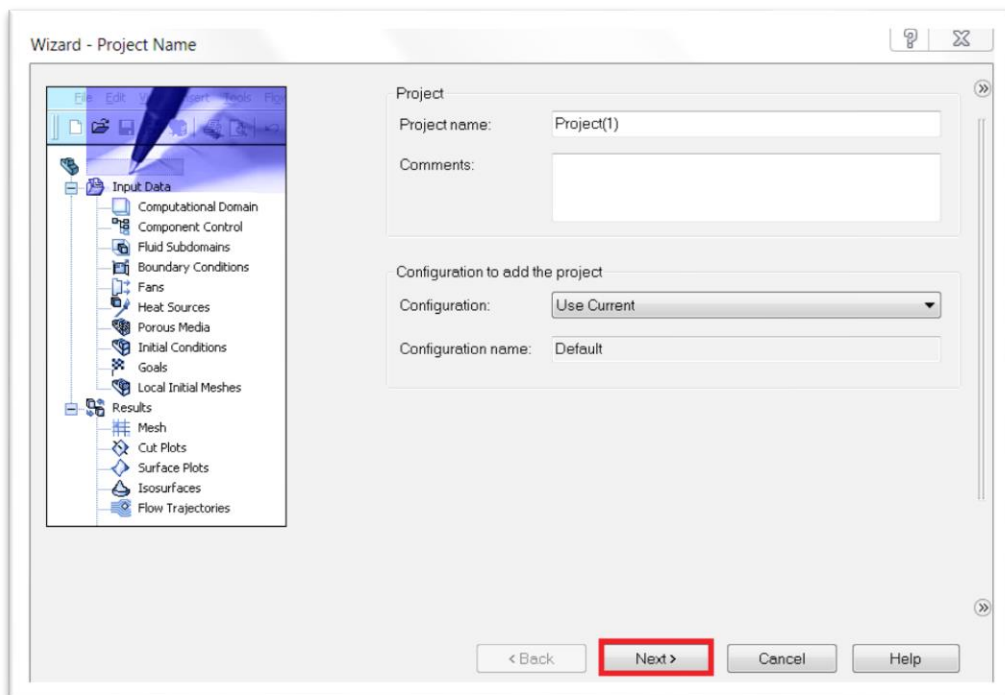 Wizard - Project Name
File Edit Insert Tools
Input Data
Computational Domain
Component Control
Fluid Subdomains
Boundary Conditions
Fans
Heat Sources
Porous Media
Initial Conditions
Goals
Local Initial Meshes
Results
Mesh
Cut Plots
Surface Plots
Isosurfaces
Flow Trajectories
Project
Project name: Project(1)
Comments:
Configuration to add the project
Configuration: Use Current
Configuration name: Default
< Back Next > Cancel Help